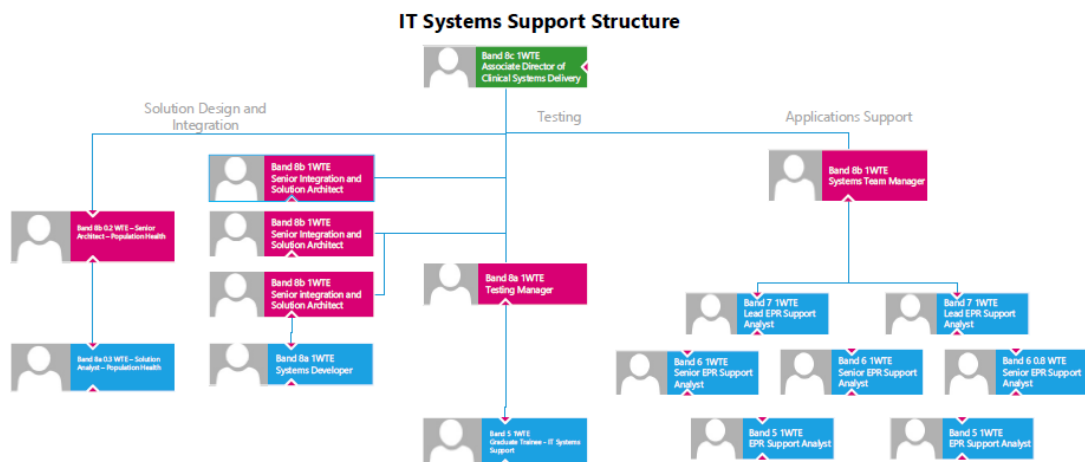 IT Systems Support Structure
Band 8c 1WTE
Associate Director of
Clinical Systems Delivery
Solution Design and
Integration
Testing
Applications Support
Band 8b 1WTE
Senior Integration and
Solution Architect
Band 8b 1WTE
Systems Team Manager
Band 8b 0.2 WTE – Senior
Architect – Population Health
Band 8b 1WTE
Senior Integration and
Solution Architect
Band 8b 1WTE
Senior integration and
Solution Architect
Band 8a 1WTE
Testing Manager
Band 7 1WTE
Lead EPR Support
Analyst
Band 7 1WTE
Lead EPR Support
Analyst
Band 8a 0.3 WTE – Solution
Analyst – Population Health
Band 8a 1WTE
Systems Developer
Band 6 1WTE
Senior EPR Support
Analyst
Band 6 1WTE
Senior EPR Support
Analyst
Band 6 0.8 WTE
Senior EPR Support
Analyst
Band 5 1WTE
Graduate Trainee - IT Systems
Support
Band 5 1WTE
EPR Support Analyst
Band 5 1WTE
EPR Support Analyst